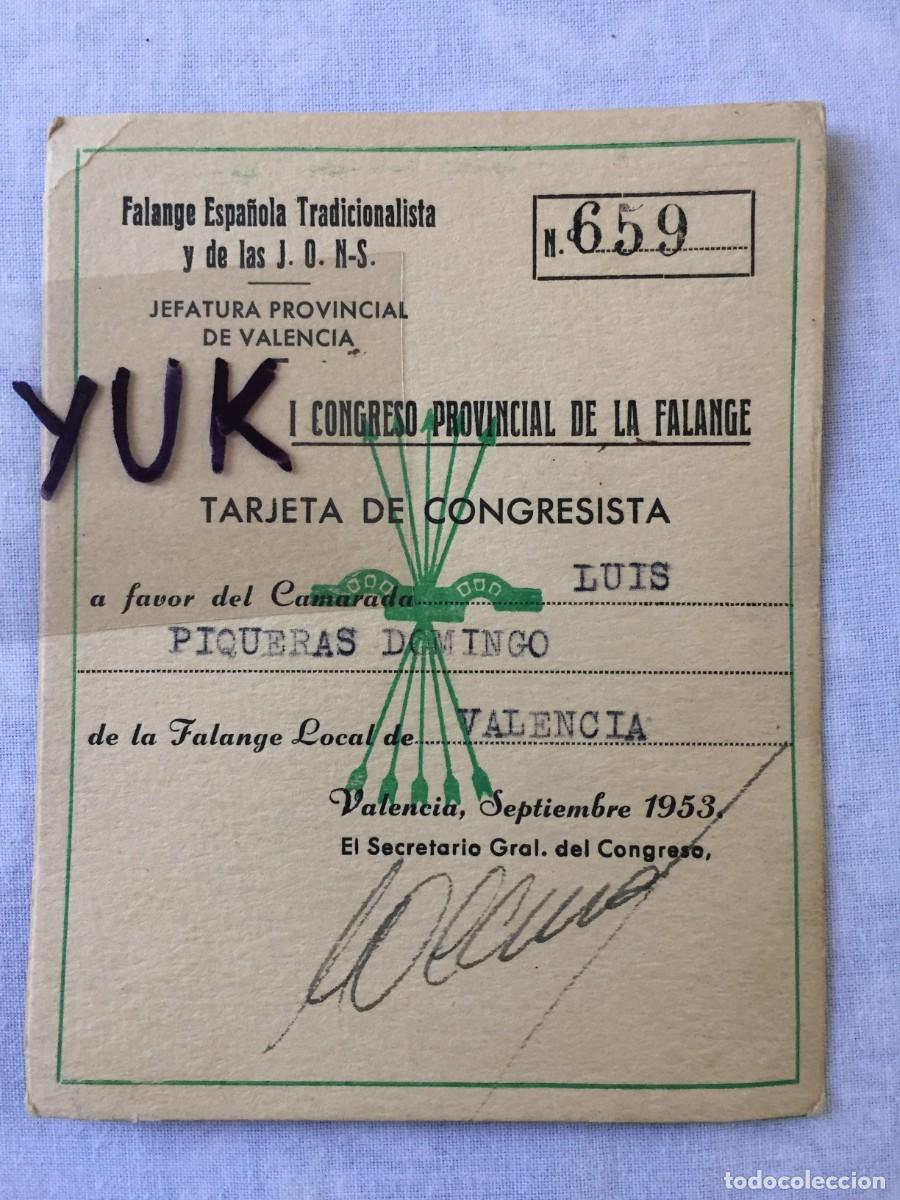 Falange Española Tradicionalista
y de las J. O. N-S.
N.º 659
JEFATURA PROVINCIAL
DE VALENCIA
YUK
I CONGRESO PROVINCIAL DE LA FALANGE
TARJETA DE CONGRESISTA
a favor del Camarada LUIS
PIQUERAS DOMINGO
de la Falange Local de VALENCIA
Valencia, Septiembre 1953.
El Secretario Gral. del Congreso,
todocoleccion